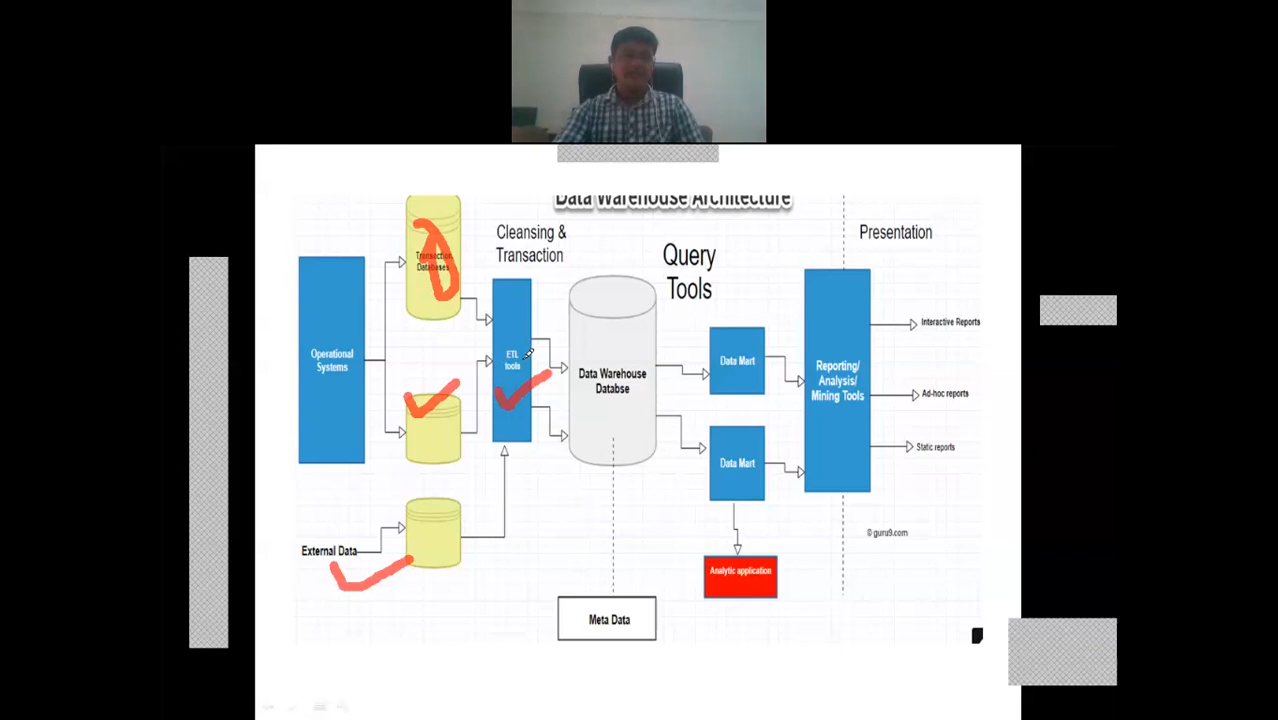 Data Warehouse Architecture
Cleansing &
Transaction
Query
Tools
Presentation
Transaction
Databases
Operational
Systems
ETL
tools
Data Warehouse
Databse
Data Mart
Data Mart
Reporting/
Analysis/
Mining Tools
Interactive Reports
Ad-hoc reports
Static reports
External Data
© guru9.com
Analytic application
Meta Data